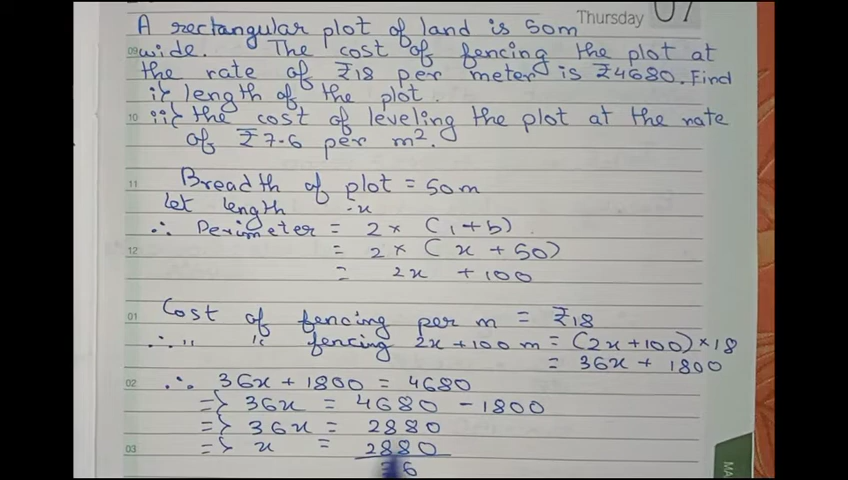 Thursday 07
A rectangular plot of land is 50m
09 wide. The cost of fencing the plot at
the rate of ₹18 per meter is ₹4680. Find
i} length of the plot.
10 ii} the cost of leveling the plot at the rate
of ₹7.6 per m².
11 Breadth of plot = 50m
let length = x
∴ Perimeter = 2 × (l+b)
12 = 2 × (x + 50)
= 2x + 100
01 Cost of fencing per m = ₹18
∴ " " fencing 2x+100 m = (2x+100) × 18
= 36x + 1800
02 ∴ 36x + 1800 = 4680
=> 36x = 4680 - 1800
=> 36x = 2880
03 => x = 2880
36
MA